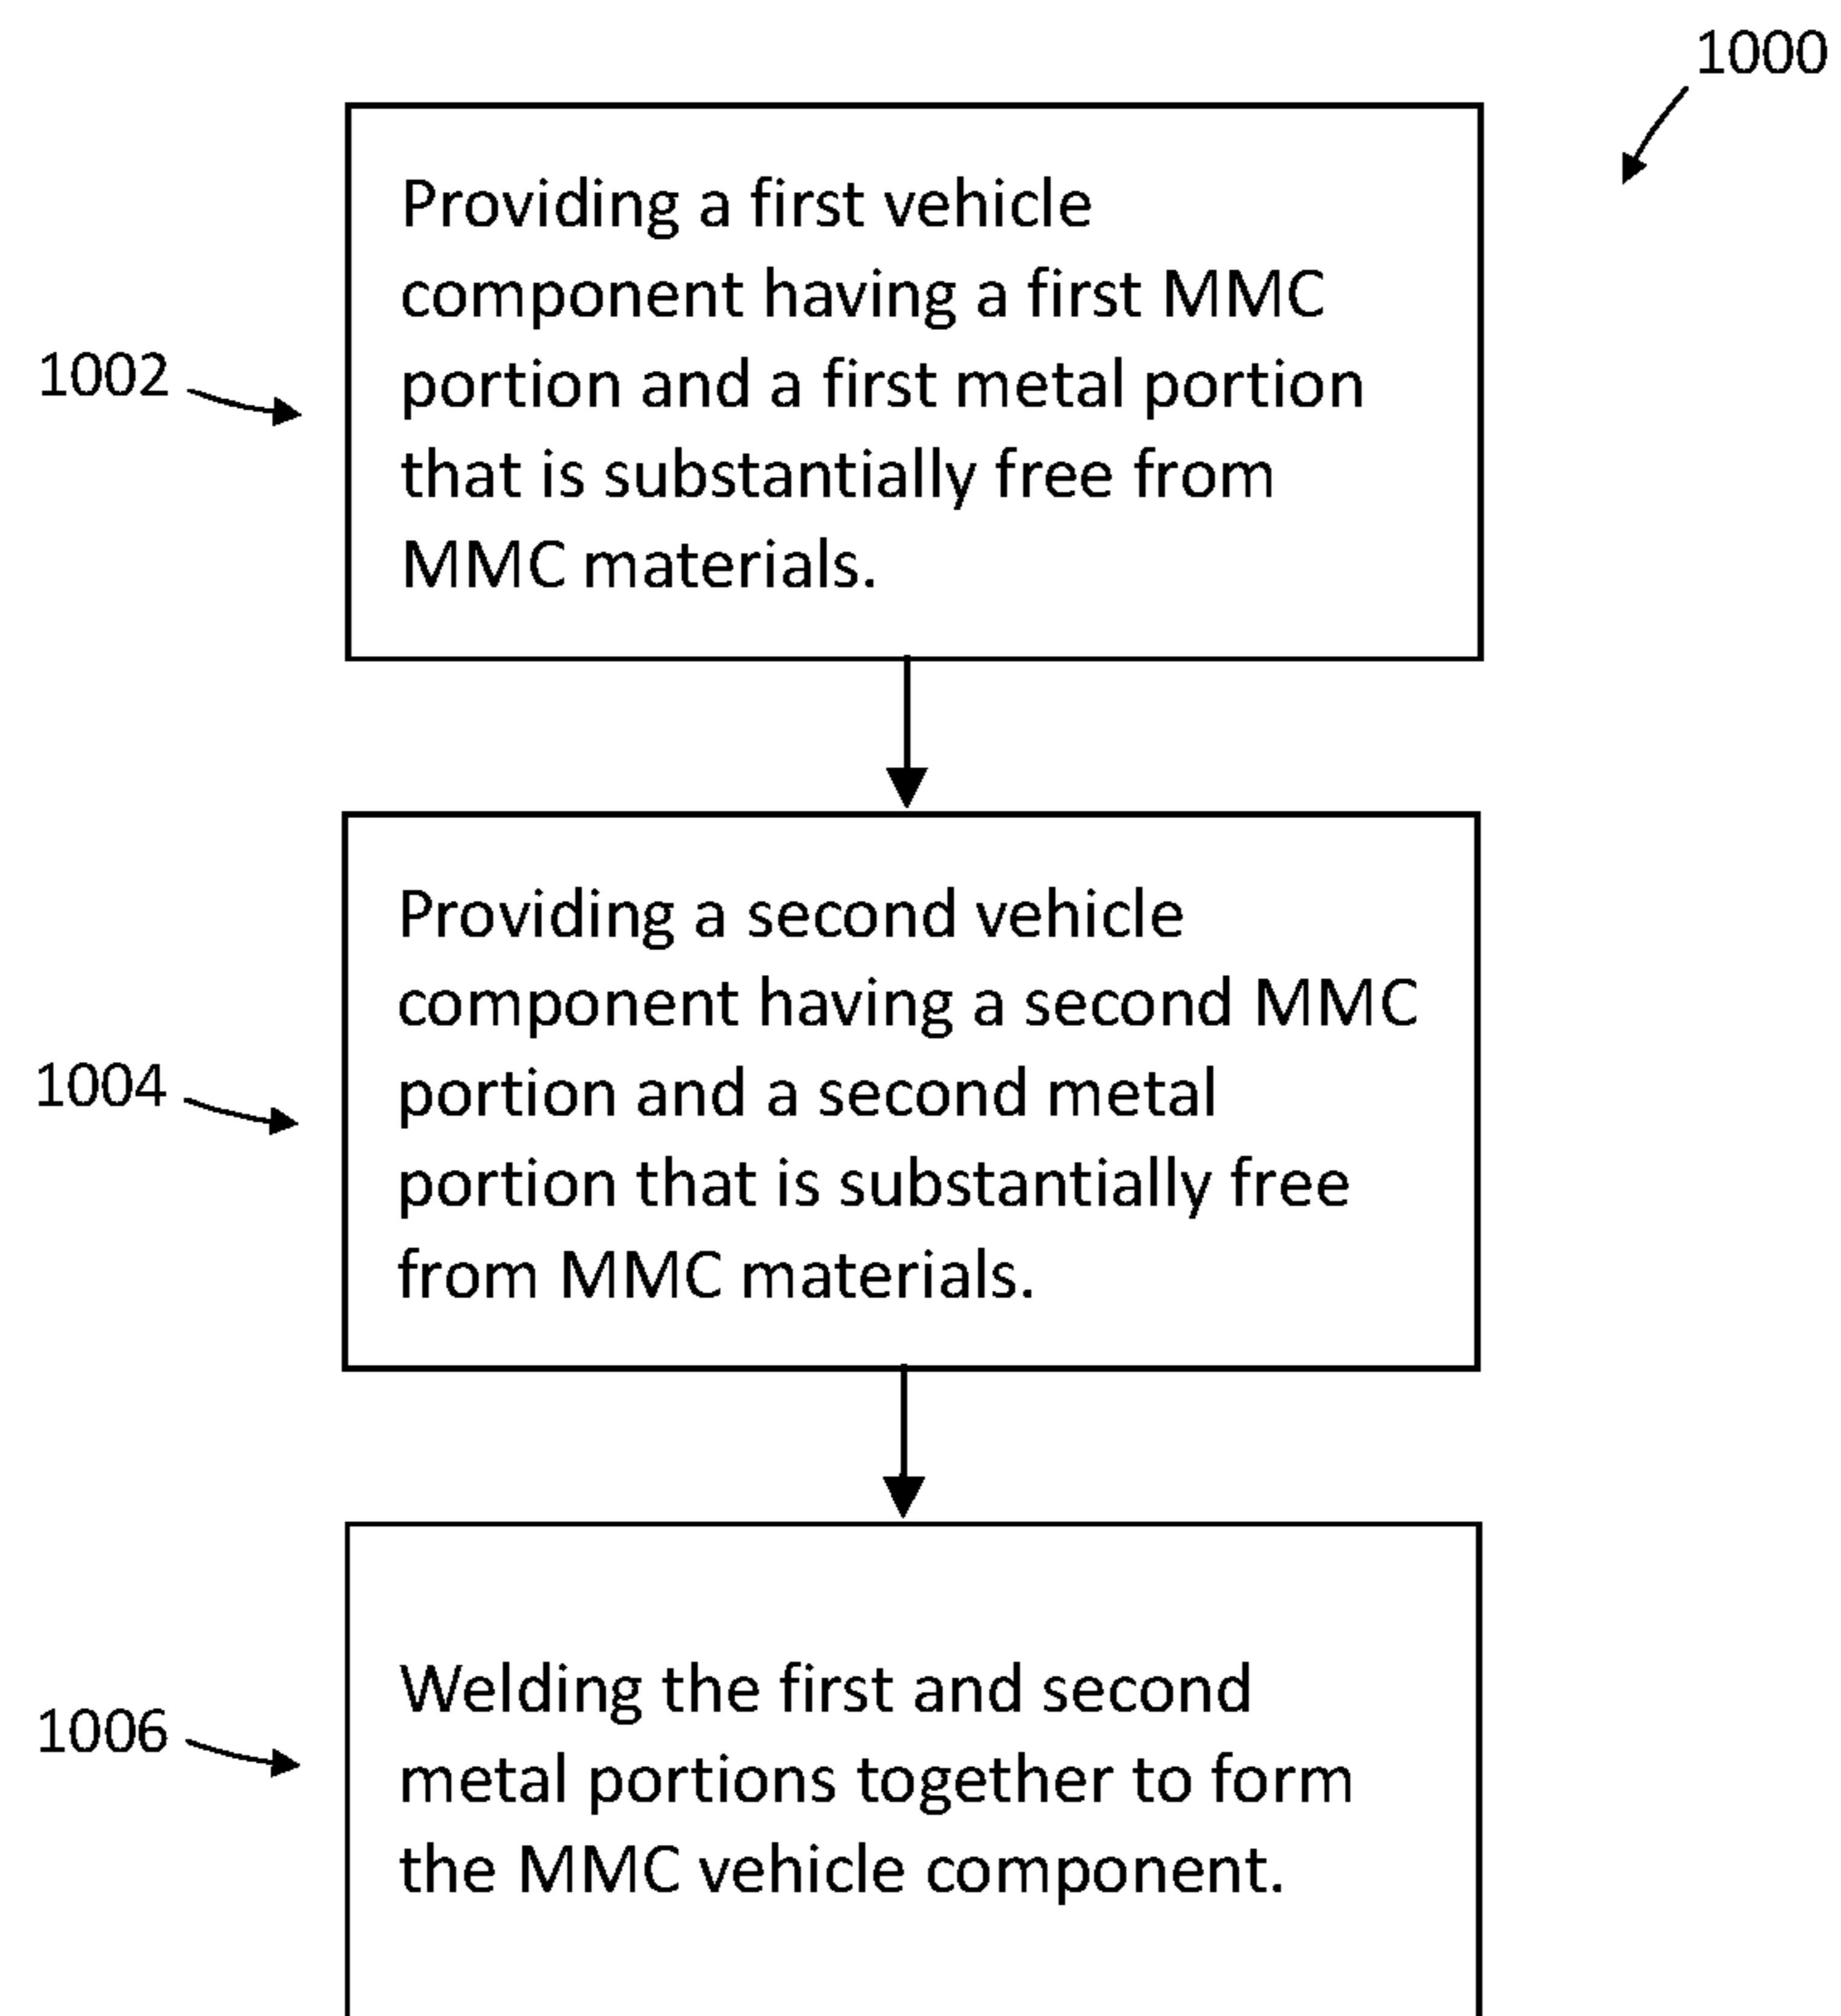 1000
Providing a first vehicle
component having a first MMC
portion and a first metal portion
that is substantially free from
MMC materials.
1002
Providing a second vehicle
component having a second MMC
portion and a second metal
portion that is substantially free
from MMC materials.
1004
Welding the first and second
metal portions together to form
the MMC vehicle component.
1006